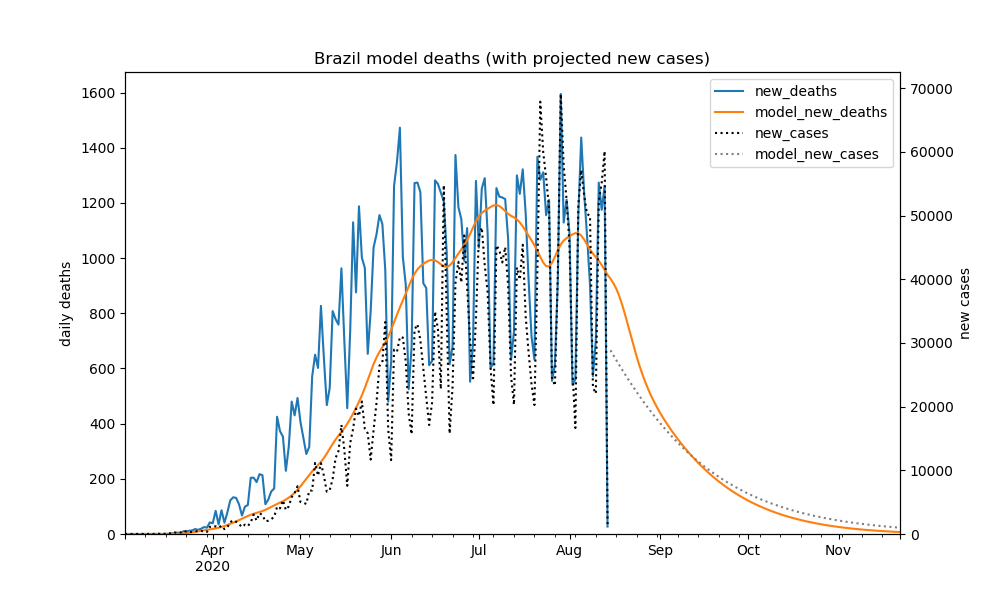 Brazil model deaths (with projected new cases)
new_deaths
model_new_deaths
new_cases
model_new_cases
daily deaths
1600
1400
1200
1000
800
600
400
200
0
new cases
70000
60000
50000
40000
30000
20000
10000
0
Apr May Jun Jul Aug Sep Oct Nov
2020